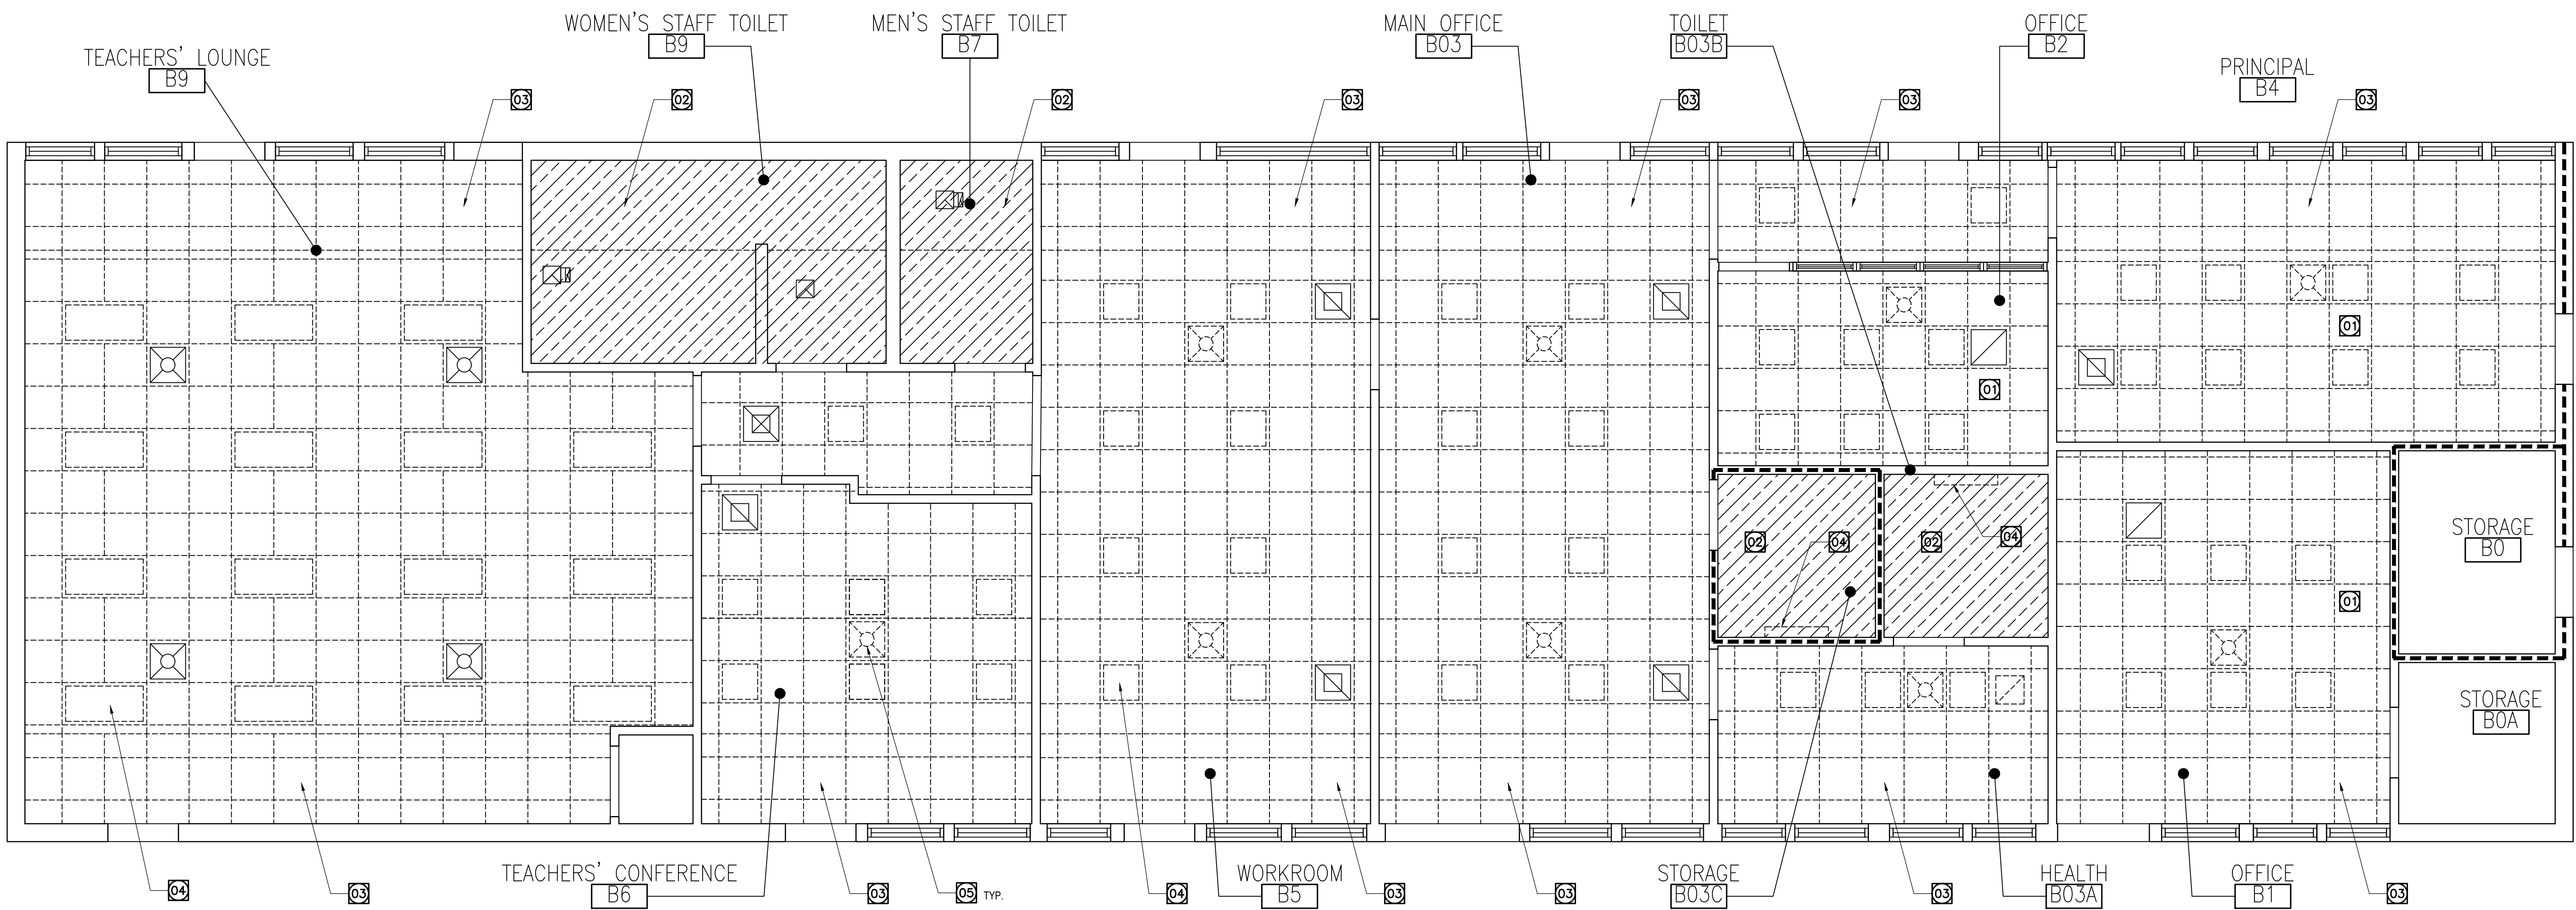 WOMEN'S STAFF TOILET
B9
MEN'S STAFF TOILET
B7
MAIN OFFICE
B03
TOILET
B03B
OFFICE
B2
TEACHERS' LOUNGE
B9
PRINCIPAL
B4
03
02
02
03
03
03
03
01
01
STORAGE
B0
02
04
02
04
01
STORAGE
B0A
TEACHERS' CONFERENCE
B6
WORKROOM
B5
STORAGE
B03C
HEALTH
B03A
OFFICE
B1
04
03
03
05 TYP.
04
03
03
03
03